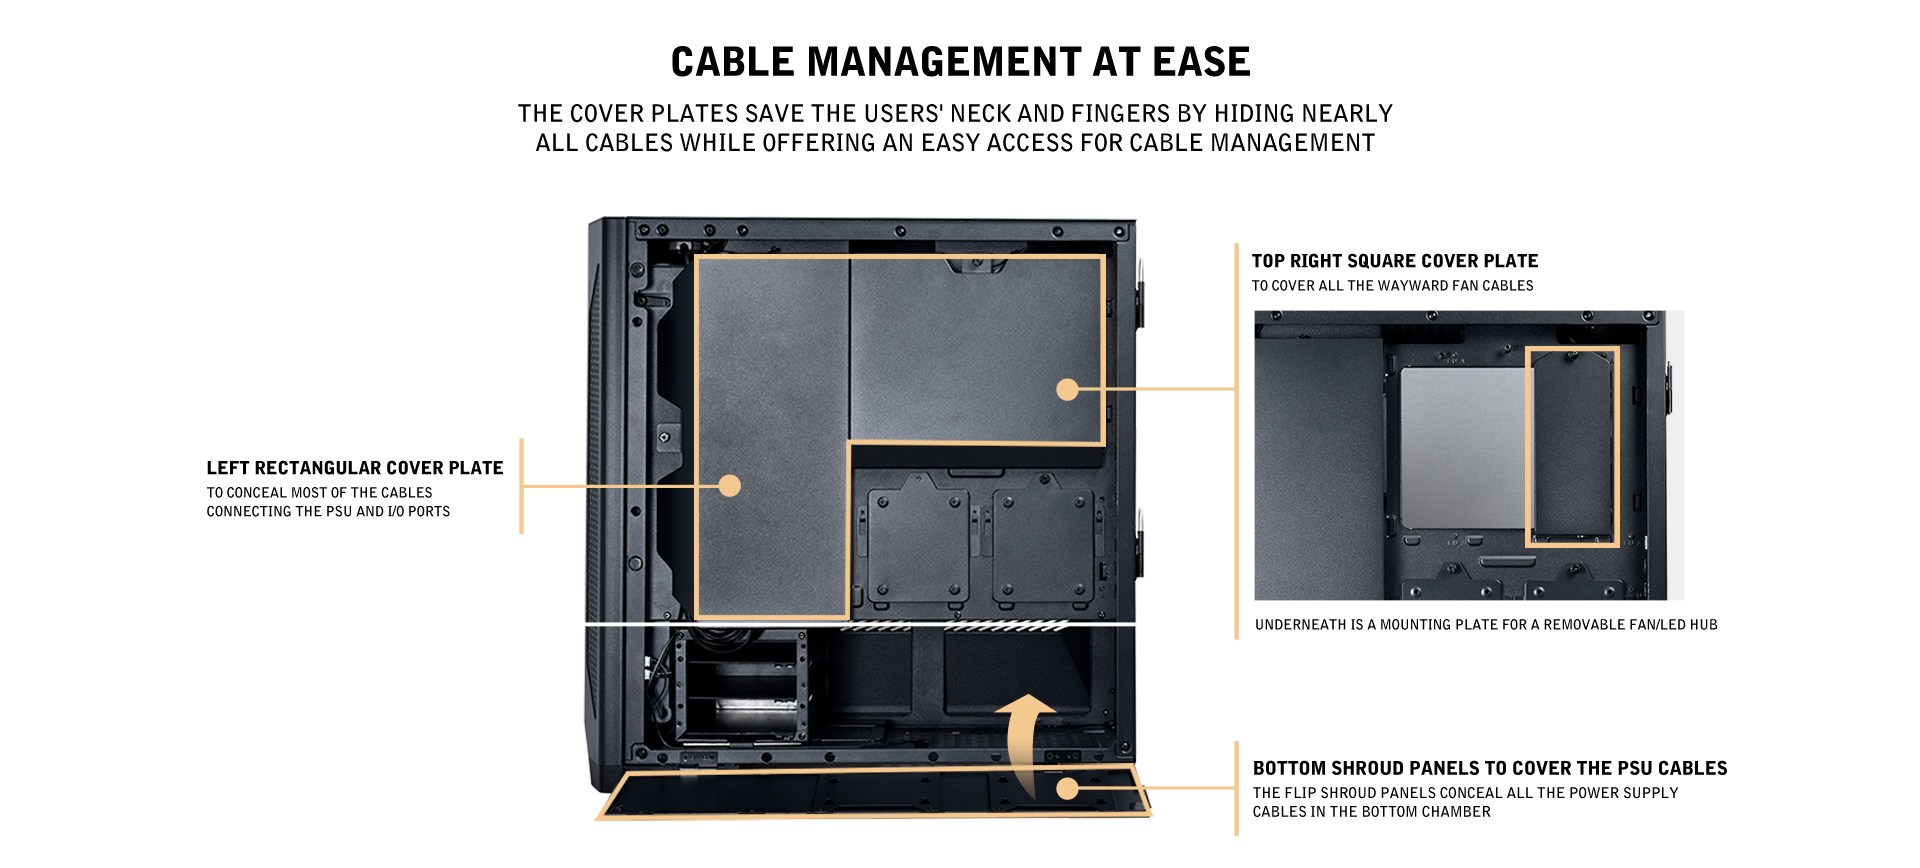 CABLE MANAGEMENT AT EASE
THE COVER PLATES SAVE THE USERS' NECK AND FINGERS BY HIDING NEARLY
ALL CABLES WHILE OFFERING AN EASY ACCESS FOR CABLE MANAGEMENT
TOP RIGHT SQUARE COVER PLATE
TO COVER ALL THE WAYWARD FAN CABLES
LEFT RECTANGULAR COVER PLATE
TO CONCEAL MOST OF THE CABLES
CONNECTING THE PSU AND I/O PORTS
UNDERNEATH IS A MOUNTING PLATE FOR A REMOVABLE FAN/LED HUB
BOTTOM SHROUD PANELS TO COVER THE PSU CABLES
THE FLIP SHROUD PANELS CONCEAL ALL THE POWER SUPPLY
CABLES IN THE BOTTOM CHAMBER